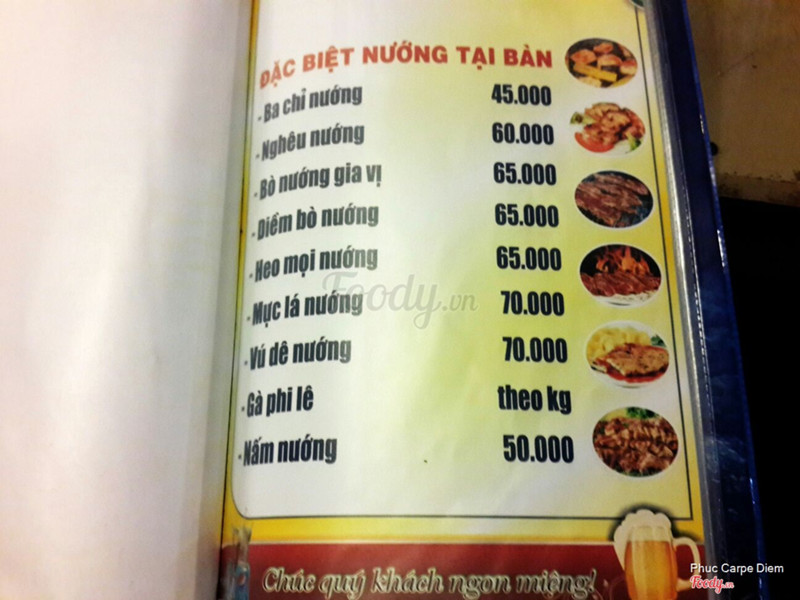 ĐẶC BIỆT NƯỚNG TẠI BÀN
- Ba chỉ nướng 45.000
- Nghêu nướng 60.000
- Bò nướng gia vị 65.000
- Diềm bò nướng 65.000
- Heo mọi nướng 65.000
- Mực lá nướng 70.000
- Vú dê nướng 70.000
- Gà phi lê theo kg
- Nấm nướng 50.000
Foody.vn
Chúc quý khách ngon miệng!
Phuc Carpe Diem
Foody.vn